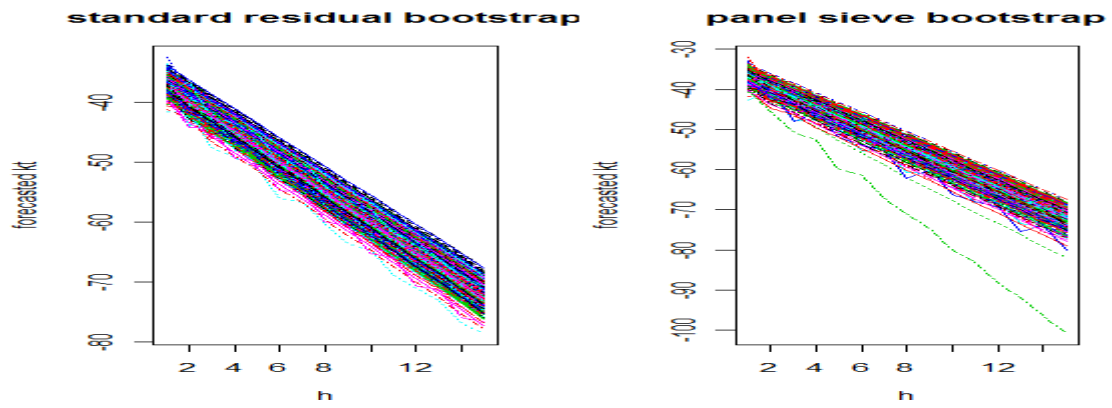 standard residual bootstrap
panel sieve bootstrap
forecasted kt
-40
-50
-60
-70
-80
2 4 6 8 12
h
forecasted kt
-30
-40
-50
-60
-70
-80
-90
-100
2 4 6 8 12
h